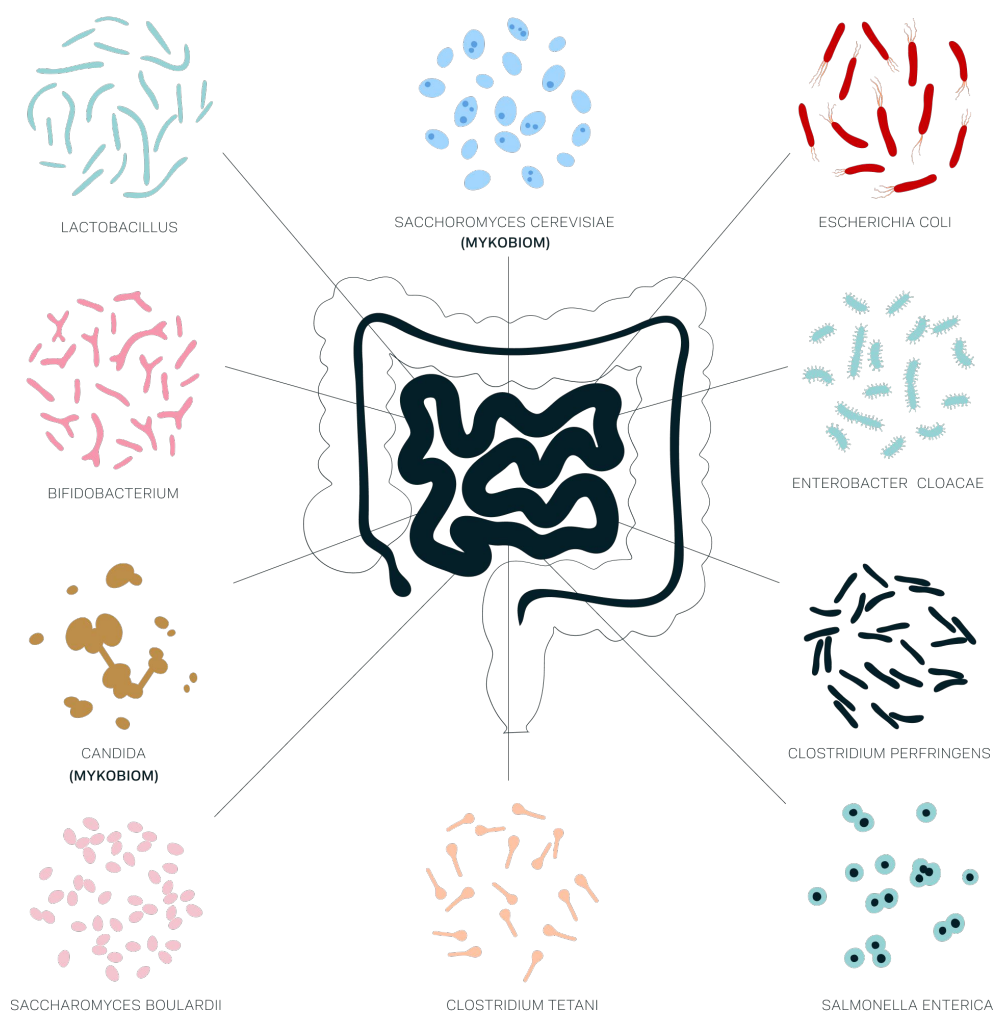 LACTOBACILLUS
SACCHOROMYCES CEREVISIAE
(MYKOBIOM)
ESCHERICHIA COLI
BIFIDOBACTERIUM
ENTEROBACTER CLOACAE
CANDIDA
(MYKOBIOM)
CLOSTRIDIUM PERFRINGENS
SACCHAROMYCES BOULARDII
CLOSTRIDIUM TETANI
SALMONELLA ENTERICA